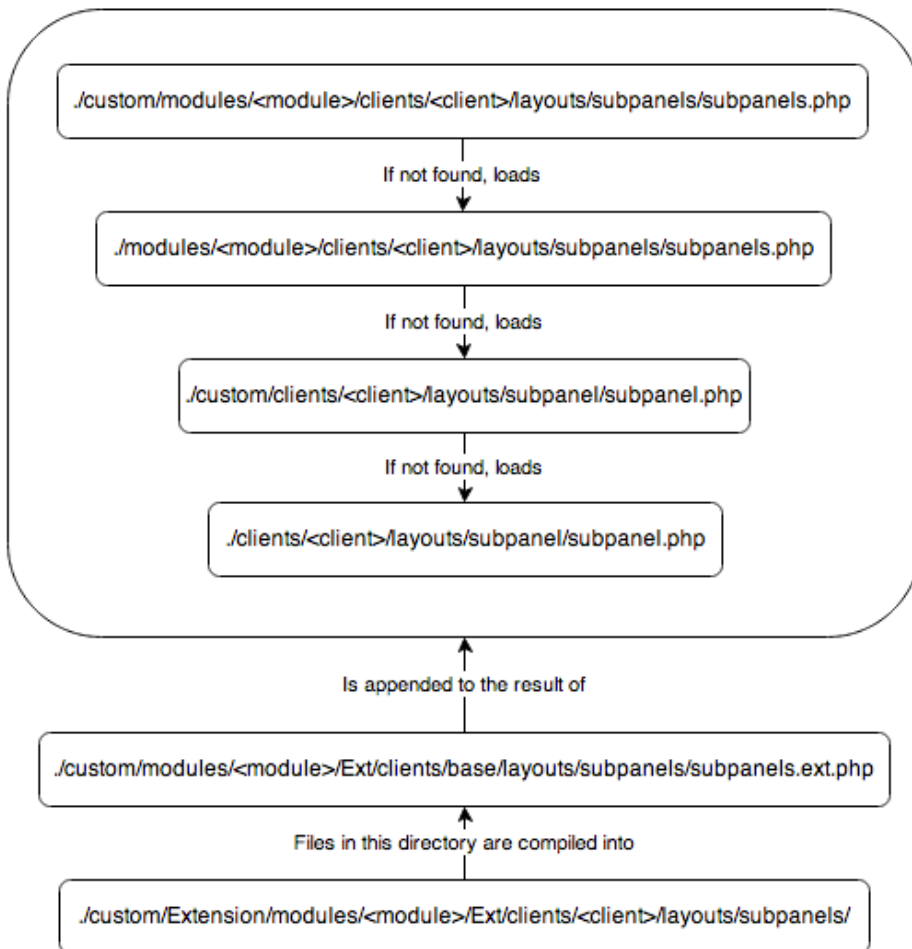 ./custom/modules/<module>/clients/<client>/layouts/subpanels/subpanels.php
If not found, loads
./modules/<module>/clients/<client>/layouts/subpanels/subpanels.php
If not found, loads
./custom/clients/<client>/layouts/subpanel/subpanel.php
If not found, loads
./clients/<client>/layouts/subpanel/subpanel.php
Is appended to the result of
./custom/modules/<module>/Ext/clients/base/layouts/subpanels/subpanels.ext.php
Files in this directory are compiled into
./custom/Extension/modules/<module>/Ext/clients/<client>/layouts/subpanels/